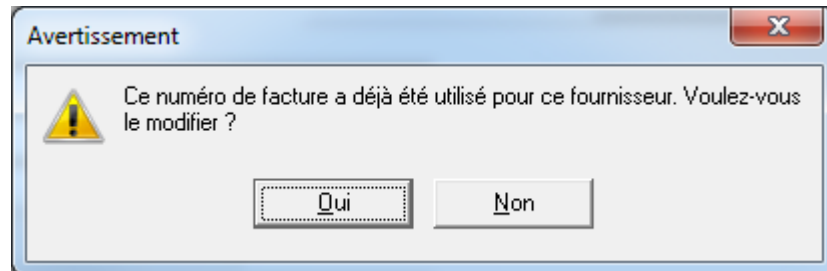 Avertissement
Ce numéro de facture a déjà été utilisé pour ce fournisseur. Voulez-vous
le modifier ?
Oui
Non